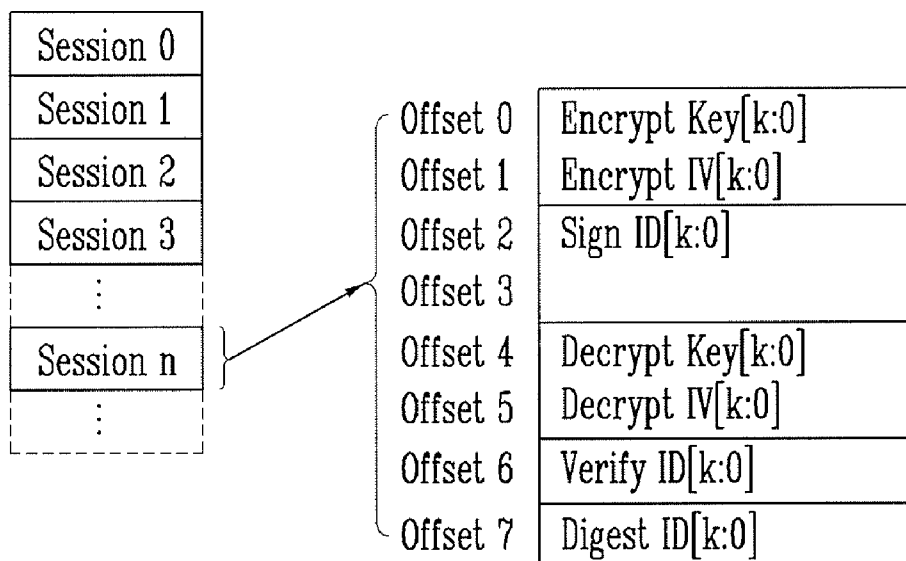 Session 0
Session 1
Session 2
Session 3
⋮
Session n
⋮
Offset 0 Encrypt Key[k:0]
Offset 1 Encrypt IV[k:0]
Offset 2 Sign ID[k:0]
Offset 3
Offset 4 Decrypt Key[k:0]
Offset 5 Decrypt IV[k:0]
Offset 6 Verify ID[k:0]
Offset 7 Digest ID[k:0]